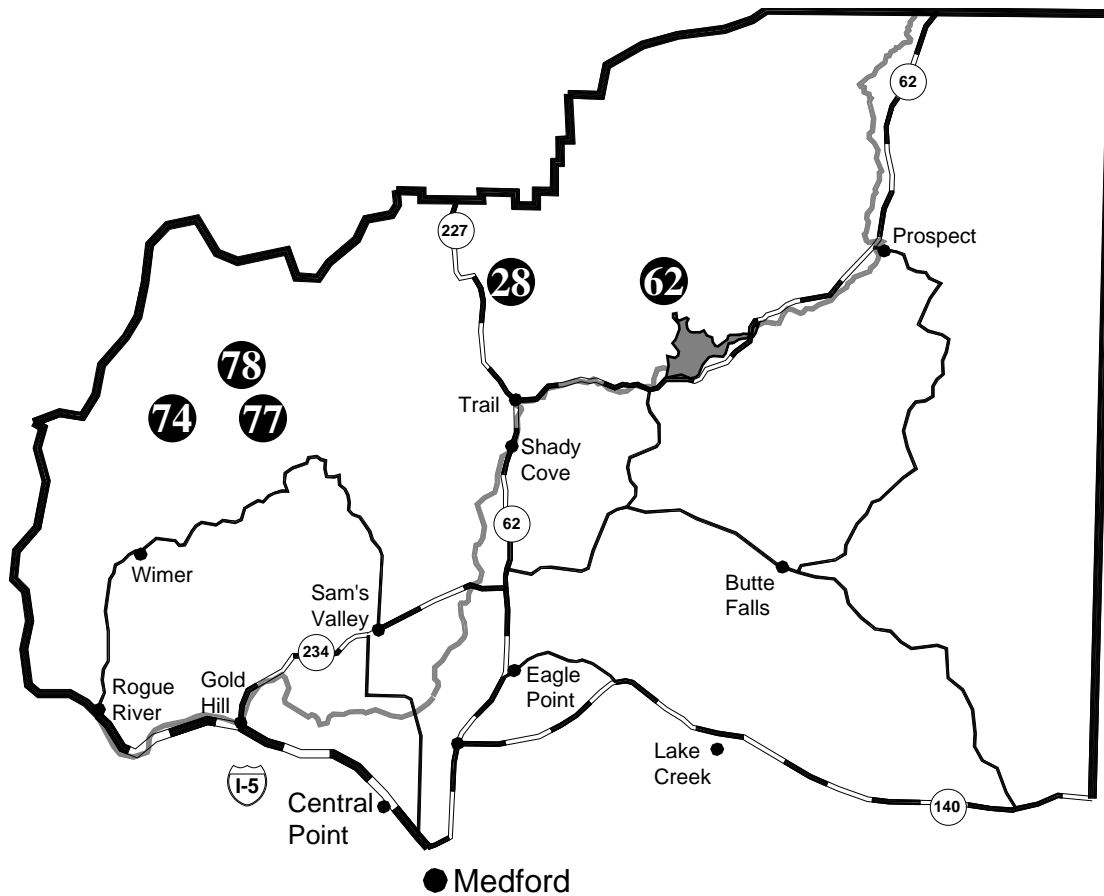 62
227
Prospect
28
62
78
74
77
Trail
Shady
Cove
62
Wimer
Butte
Falls
Sam's
Valley
234
Eagle
Point
Rogue
River
Gold
Hill
Lake
Creek
I-5
Central
Point
140
Medford